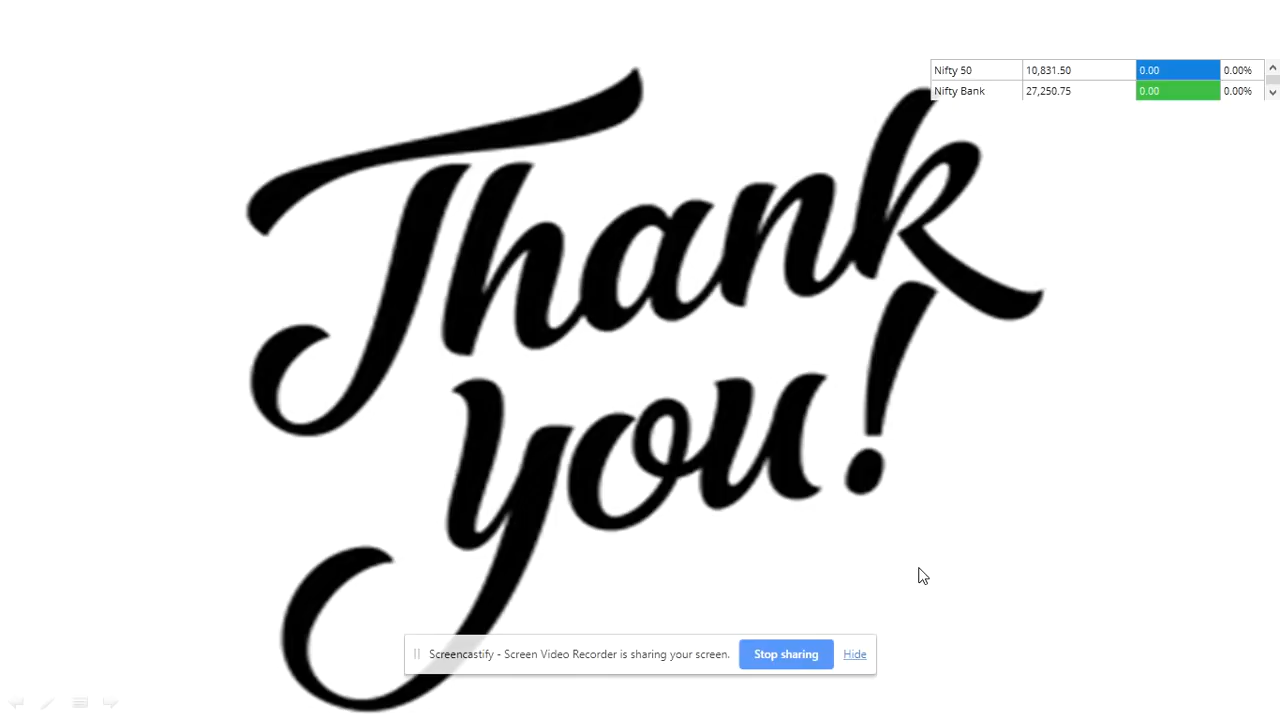 Nifty 50 10,831.50 0.00 0.00%
Nifty Bank 27,250.75 0.00 0.00%
Thank
you!
Screencastify - Screen Video Recorder is sharing your screen. Stop sharing Hide